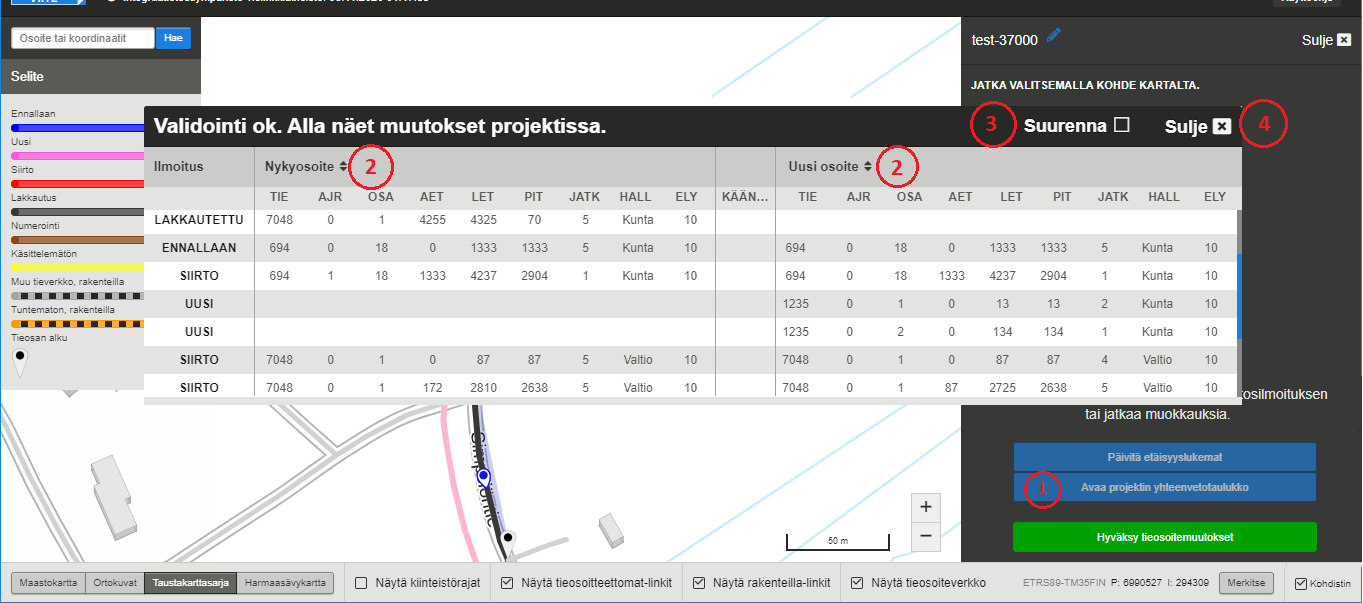 test-37000
Sulje
Osoite tai koordinaatit
Hae
JATKA VALITSEMALLA KOHDE KARTALTA.
Selite
Ennallaan
Uusi
Siirto
Lakkautus
Numerointi
Käsittelemätön
Muu tieverkko, rakenteilla
Tuntematon, rakenteilla
Tieosan alku
Validointi ok. Alla näet muutokset projektissa.
3
Suurenna
Sulje
4
Ilmoitus
Nykyosoite
2
Uusi osoite
2
TIE AJR OSA AET LET PIT JATK HALL ELY KÄÄN... TIE AJR OSA AET LET PIT JATK HALL ELY
LAKKAUTETTU 7048 0 1 4255 4325 70 5 Kunta 10
ENNALLAAN 694 0 18 0 1333 1333 5 Kunta 10 694 0 18 0 1333 1333 5 Kunta 10
SIIRTO 694 1 18 1333 4237 2904 1 Kunta 10 694 0 18 1333 4237 2904 1 Kunta 10
UUSI 1235 0 1 0 13 13 2 Kunta 10
UUSI 1235 0 2 0 134 134 1 Kunta 10
SIIRTO 7048 0 1 0 87 87 5 Valtio 10 7048 0 1 0 87 87 4 Valtio 10
SIIRTO 7048 0 1 172 2810 2638 5 Valtio 10 7048 0 1 87 2725 2638 5 Valtio 10
tosilmoituksen
tai jatkaa muokkauksia.
Päivitä etäisyyslukemat
1
Avaa projektin yhteenvetotaulukko
Hyväksy tieosoitemuutokset
+
−
50 m
Maastokartta
Ortokuvat
Taustakarttasarja
Harmaasävykartta
Näytä kiinteistörajat
Näytä tieosoitteettomat-linkit
Näytä rakenteilla-linkit
Näytä tieosoiteverkko
ETRS89-TM35FIN P: 6990527 I: 294309
Merkitse
Kohdistin